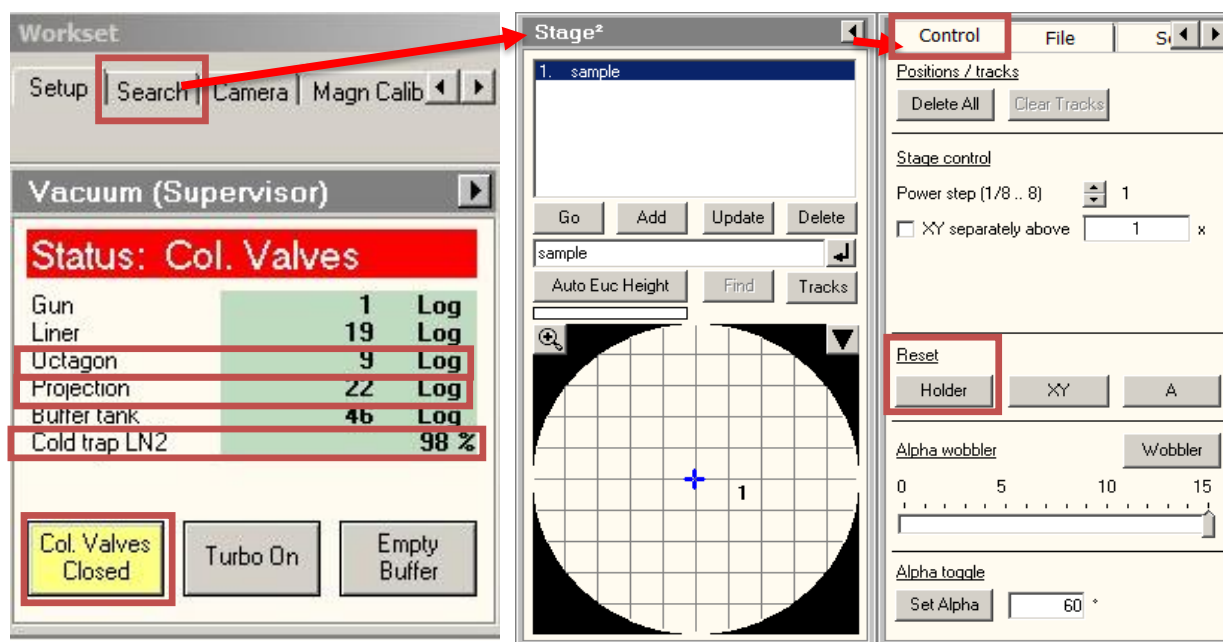 Workset
Setup Search Camera Magn Calib
Vacuum (Supervisor)
Status: Col. Valves
Gun 1 Log
Liner 19 Log
Octagon 9 Log
Projection 22 Log
Buffer tank 46 Log
Cold trap LN2 98 %
Col. Valves
Closed
Turbo On
Empty
Buffer
Stage²
1. sample
Go Add Update Delete
sample
Auto Euc Height Find Tracks
1
Control File
Positions / tracks
Delete All Clear Tracks
Stage control
Power step (1/8 .. 8) 1
XY separately above 1 x
Reset
Holder XY A
Alpha wobbler Wobbler
0 5 10 15
Alpha toggle
Set Alpha 60 °